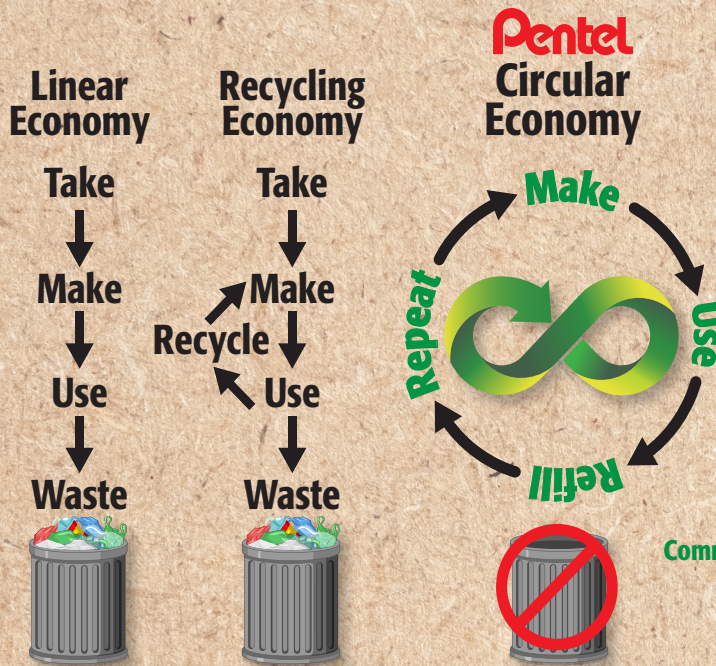 Linear
Economy
Take
Make
Use
Waste
Recycling
Economy
Take
Make
Recycle
Use
Waste
Pentel
Circular
Economy
Make
Use
Refill
Repeat